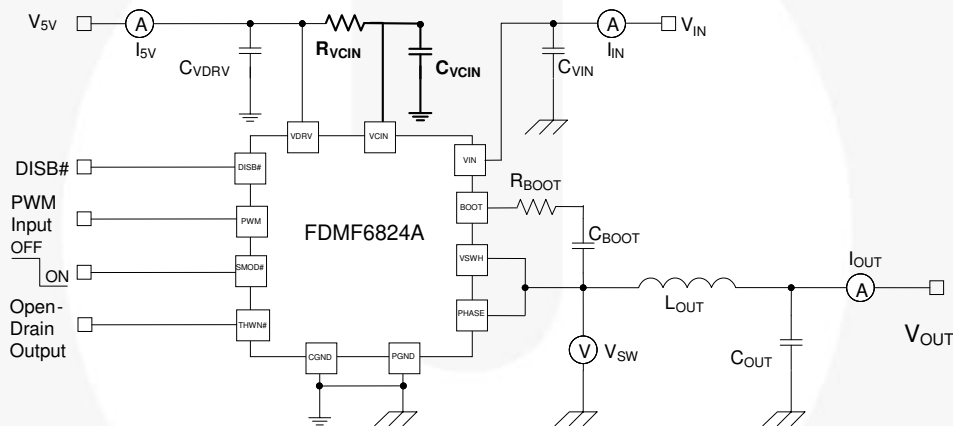 V5V
A
I5V
RVCIN
CVDRV
CVCIN
CVIN
A
IIN
VIN
VDRV
VCIN
VIN
DISB#
DISB#
PWM
Input
PWM
OFF
ON
SMOD#
Open-
Drain
Output
THWN#
FDMF6824A
BOOT
RBOOT
CBOOT
VSWH
PHASE
CGND
PGND
V
VSW
LOUT
IOUT
A
COUT
VOUT